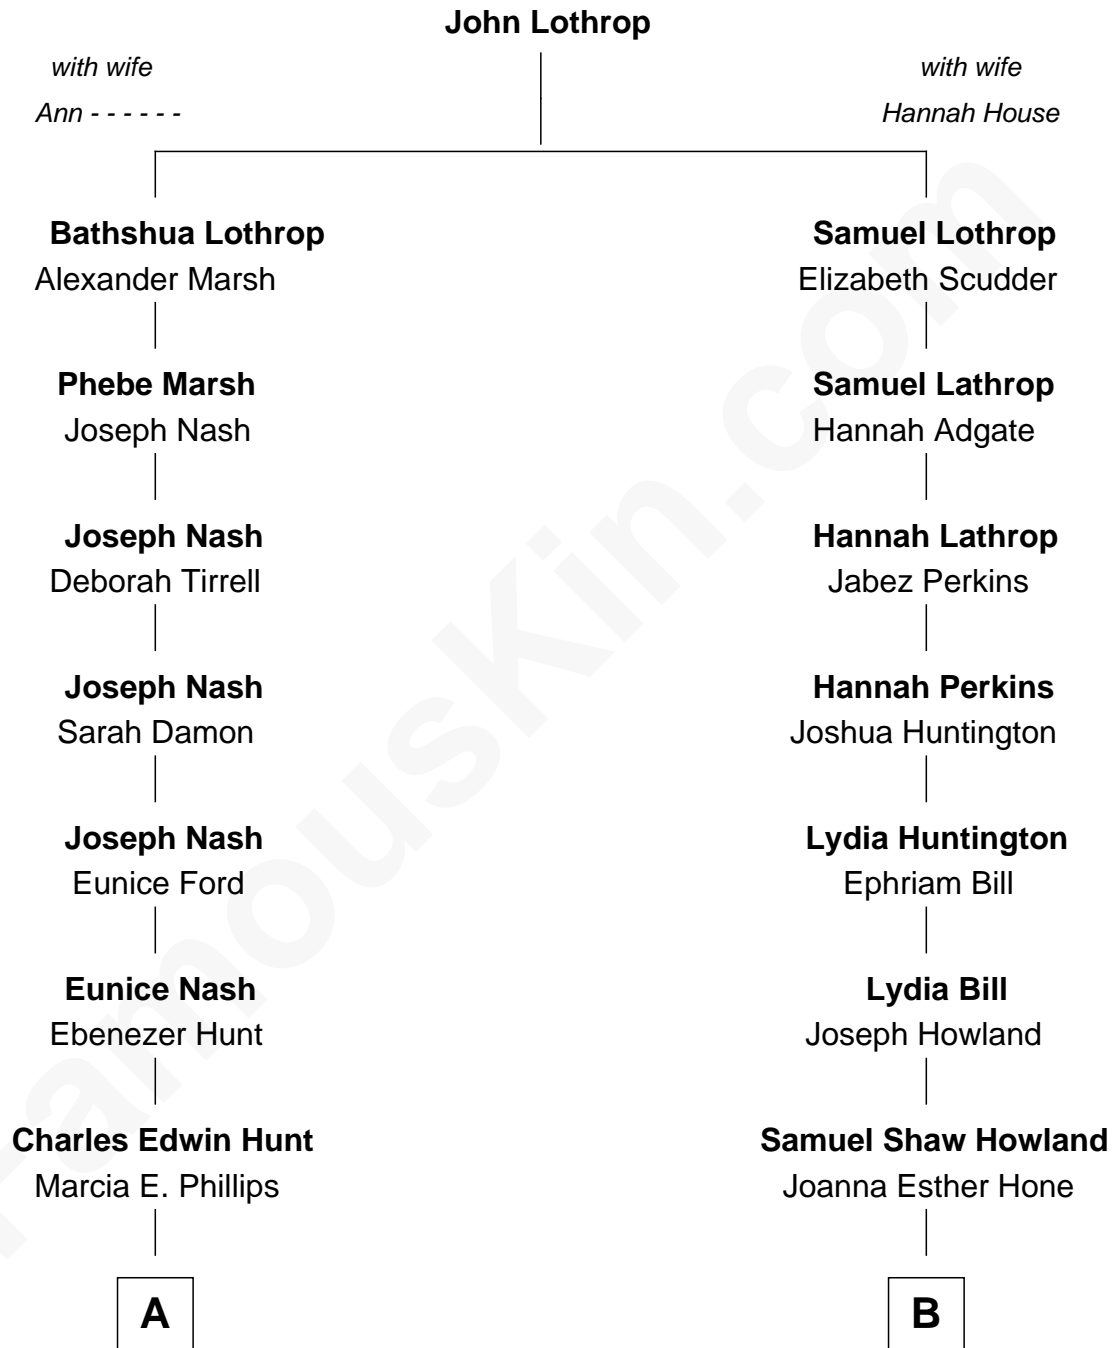 John Lothrop
with wife
Ann - - - - - -
with wife
Hannah House
Bathshua Lothrop
Alexander Marsh
Samuel Lothrop
Elizabeth Scudder
Phebe Marsh
Joseph Nash
Samuel Lathrop
Hannah Adgate
Joseph Nash
Deborah Tirrell
Hannah Lathrop
Jabez Perkins
Joseph Nash
Sarah Damon
Hannah Perkins
Joshua Huntington
Joseph Nash
Eunice Ford
Lydia Huntington
Ephriam Bill
Eunice Nash
Ebenezer Hunt
Lydia Bill
Joseph Howland
Charles Edwin Hunt
Marcia E. Phillips
Samuel Shaw Howland
Joanna Esther Hone
A
B
FamousKin.com